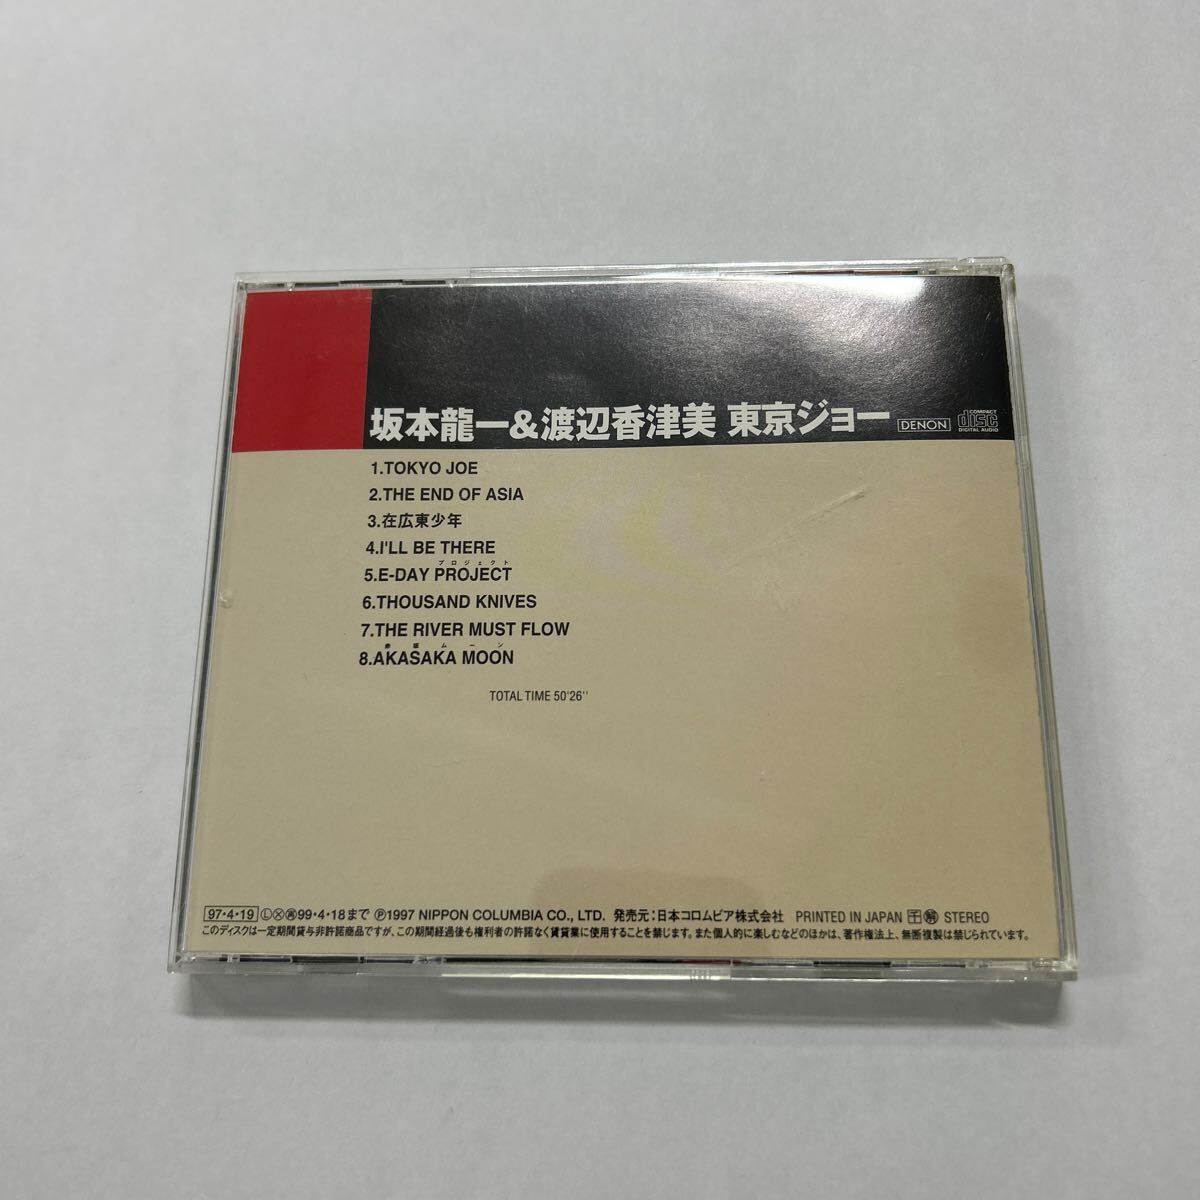 坂本龍一&渡辺香津美 東京ジョー DENON COMPACT disc DIGITAL AUDIO
1.TOKYO JOE
2.THE END OF ASIA
3.在広東少年
4.I'LL BE THERE
プロジェクト
5.E-DAY PROJECT
6.THOUSAND KNIVES
7.THE RIVER MUST FLOW
赤坂ムーン
8.AKASAKA MOON
TOTAL TIME 50'26''
97・4・19 Ⓛ 99・4・18まで Ⓟ1997 NIPPON COLUMBIA CO., LTD. 発売元:日本コロムビア株式会社 PRINTED IN JAPAN STEREO
このディスクは一定期間貸与非許諾商品ですが、この期間経過後も権利者の許諾なく賃貸業に使用することを禁じます。また個人的に楽しむなどのほかは、著作権法上、無断複製は禁じられています。